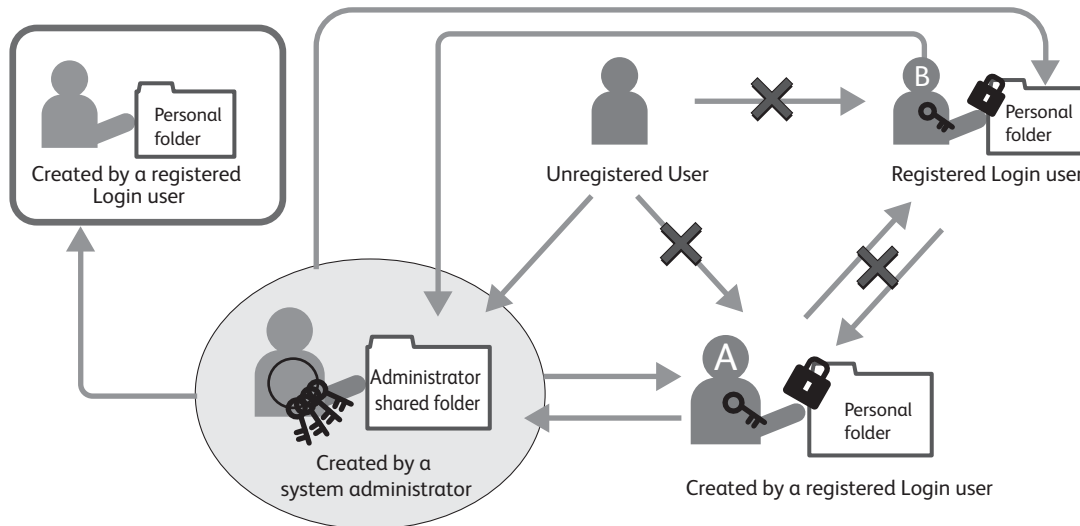 Personal
folder
Created by a registered
Login user
Unregistered User
B
Personal
folder
Registered Login user
Administrator
shared folder
Created by a
system administrator
A
Personal
folder
Created by a registered Login user